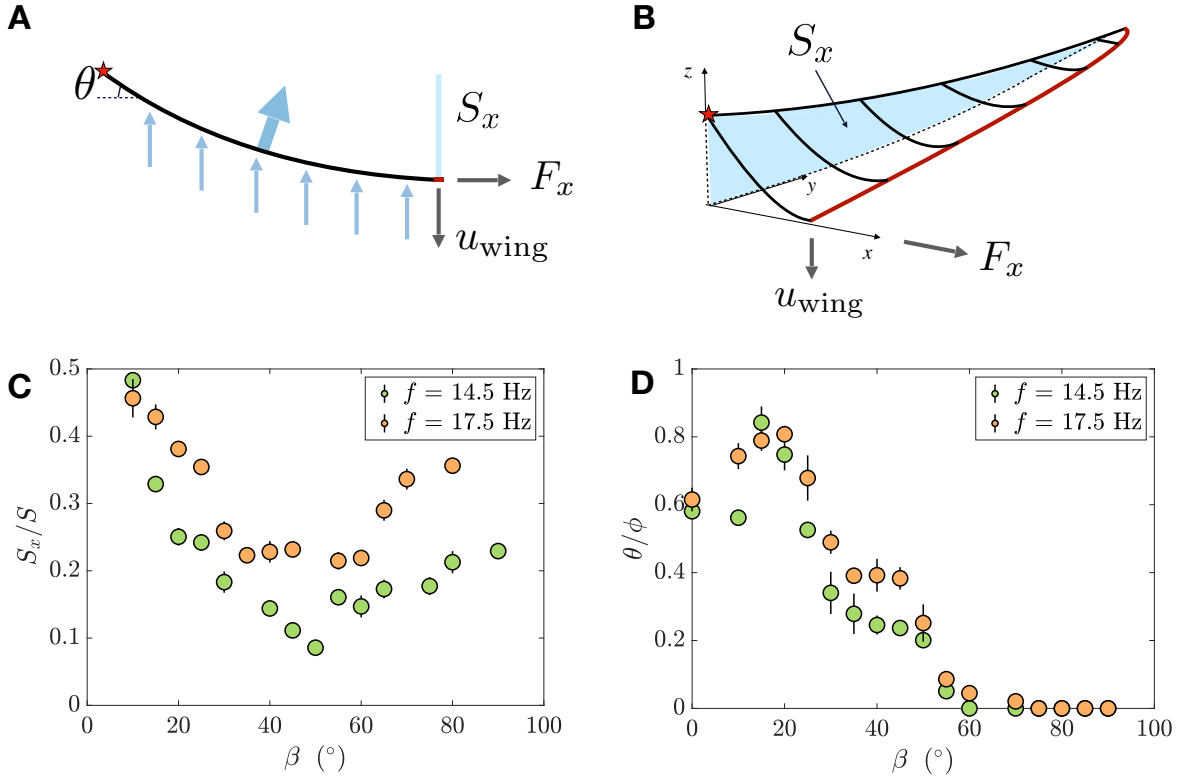 A
θ
S_x
F_x
u_wing
B
S_x
z
y
x
F_x
u_wing
C
0.5
0.4
0.3
0.2
0.1
0
S_x/S
0 20 40 60 80 100
β (°)
f = 14.5 Hz
f = 17.5 Hz
D
1
0.8
0.6
0.4
0.2
0
θ/ϕ
0 20 40 60 80 100
β (°)
f = 14.5 Hz
f = 17.5 Hz